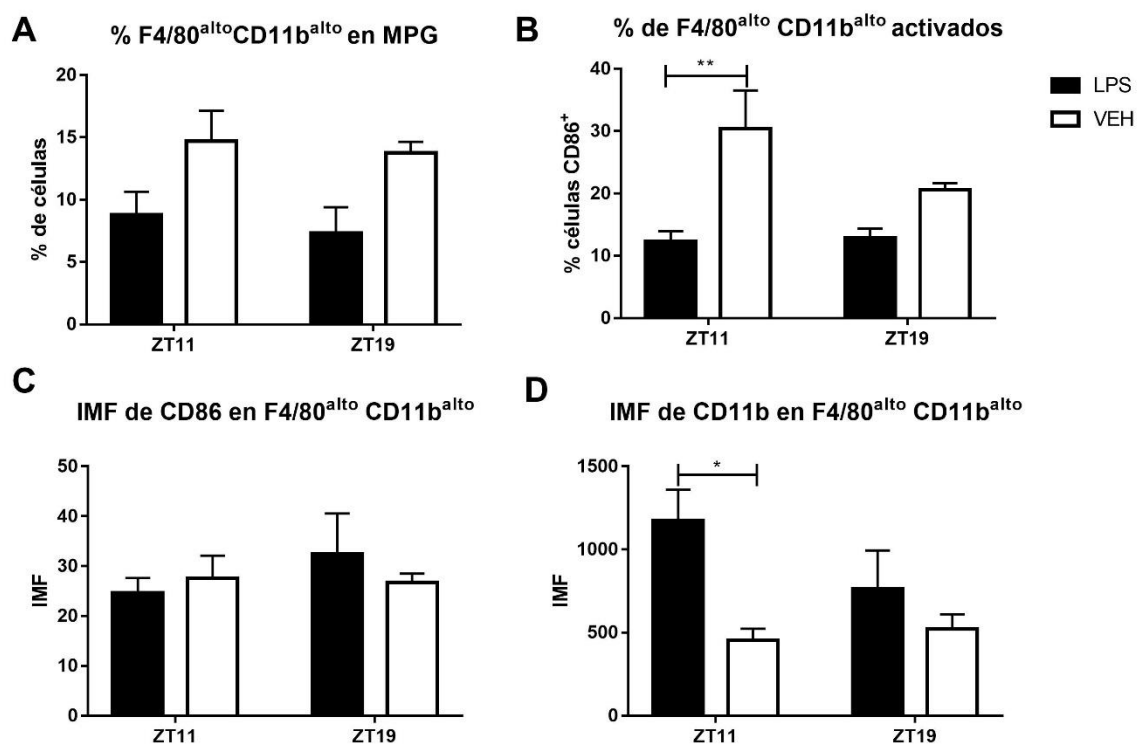 A
% F4/80altoCD11balto en MPG
% de células
20
15
10
5
0
ZT11
ZT19
B
% de F4/80alto CD11balto activados
% células CD86+
40
30
20
10
0
**
ZT11
ZT19
LPS
VEH
C
IMF de CD86 en F4/80alto CD11balto
IMF
50
40
30
20
10
0
ZT11
ZT19
D
IMF de CD11b en F4/80alto CD11balto
IMF
1500
1000
500
0
*
ZT11
ZT19